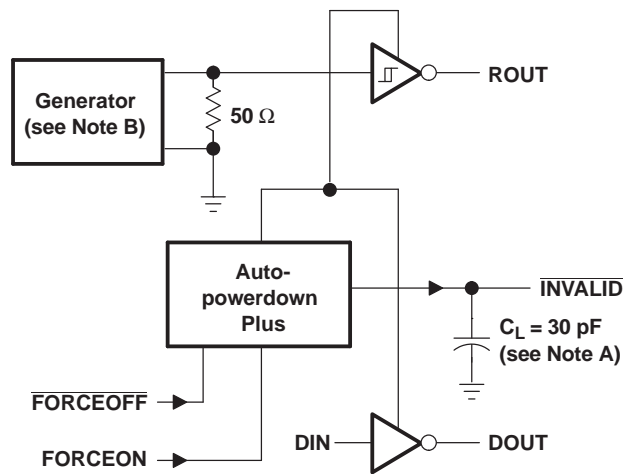 ROUT
Generator
(see Note B)
50 Ω
Auto-
powerdown
Plus
INVALID
C_L = 30 pF
(see Note A)
FORCEOFF
FORCEON
DIN
DOUT